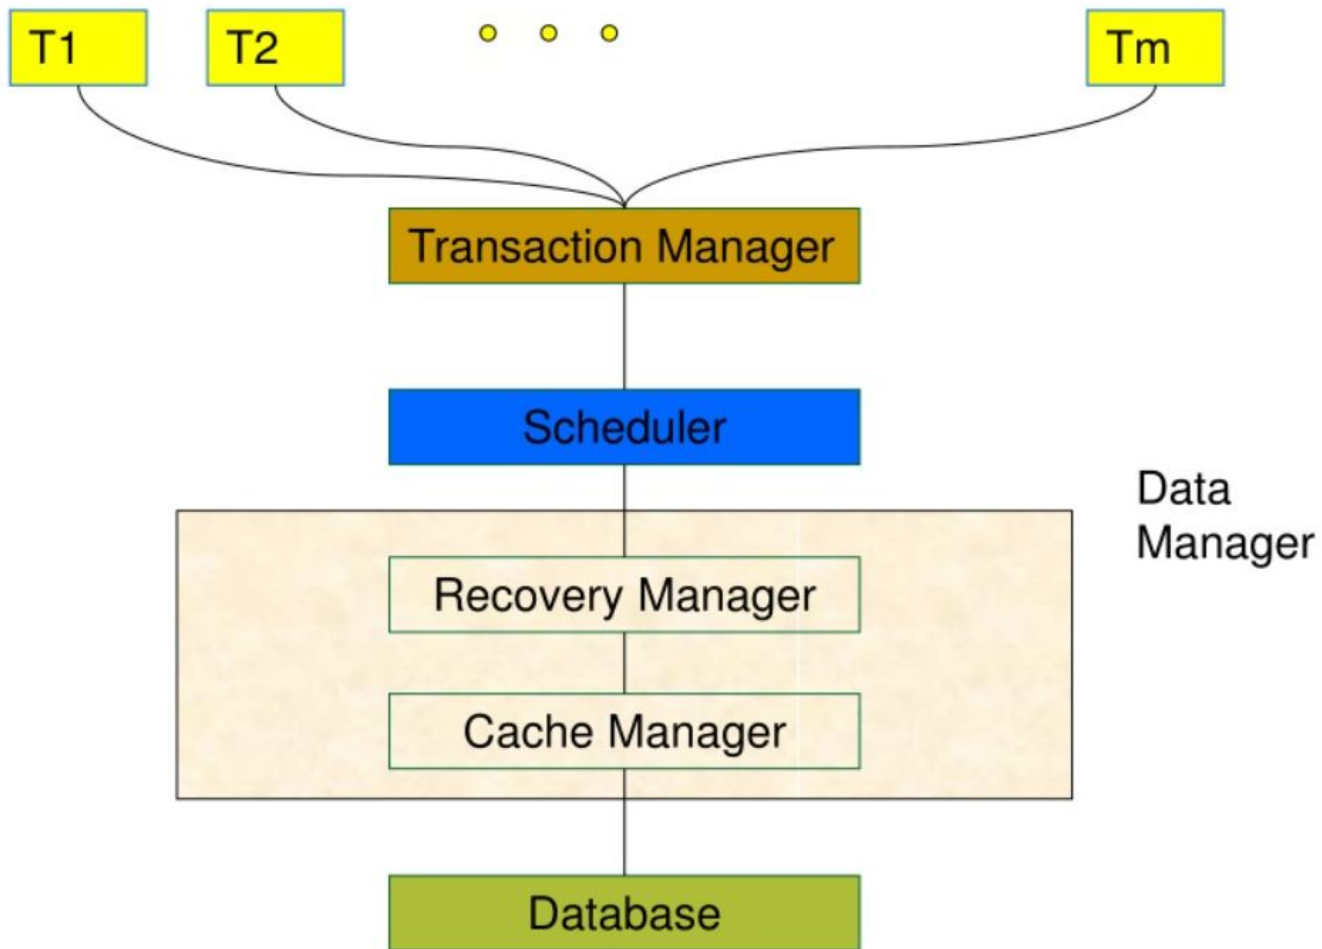 T1
T2
Tm
Transaction Manager
Scheduler
Data
Manager
Recovery Manager
Cache Manager
Database